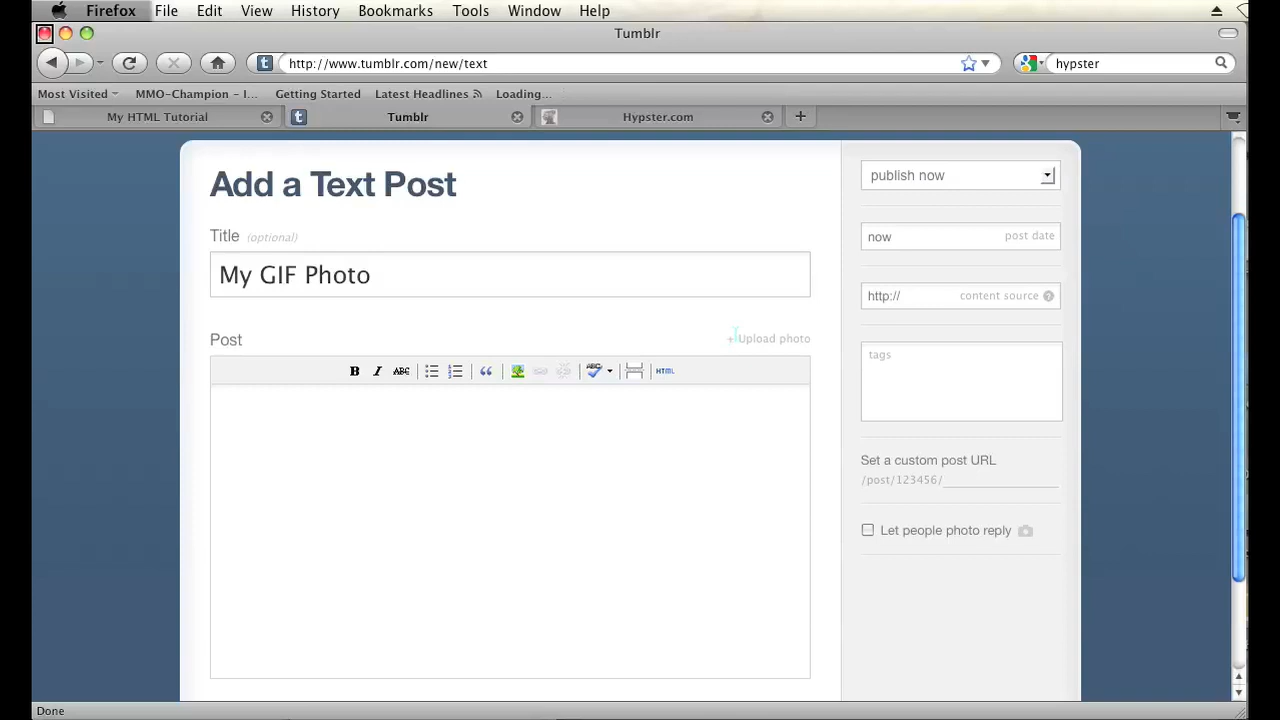 Firefox File Edit View History Bookmarks Tools Window Help
Tumblr
http://www.tumblr.com/new/text
hypster
Most Visited MMO-Champion - I... Getting Started Latest Headlines Loading...
My HTML Tutorial Tumblr Hypster.com
Add a Text Post
publish now
Title (optional)
now post date
My GIF Photo
http:// content source ?
Post + Upload photo
tags
B I ABC ABC HTML
Set a custom post URL
/post/123456/
Let people photo reply
Done